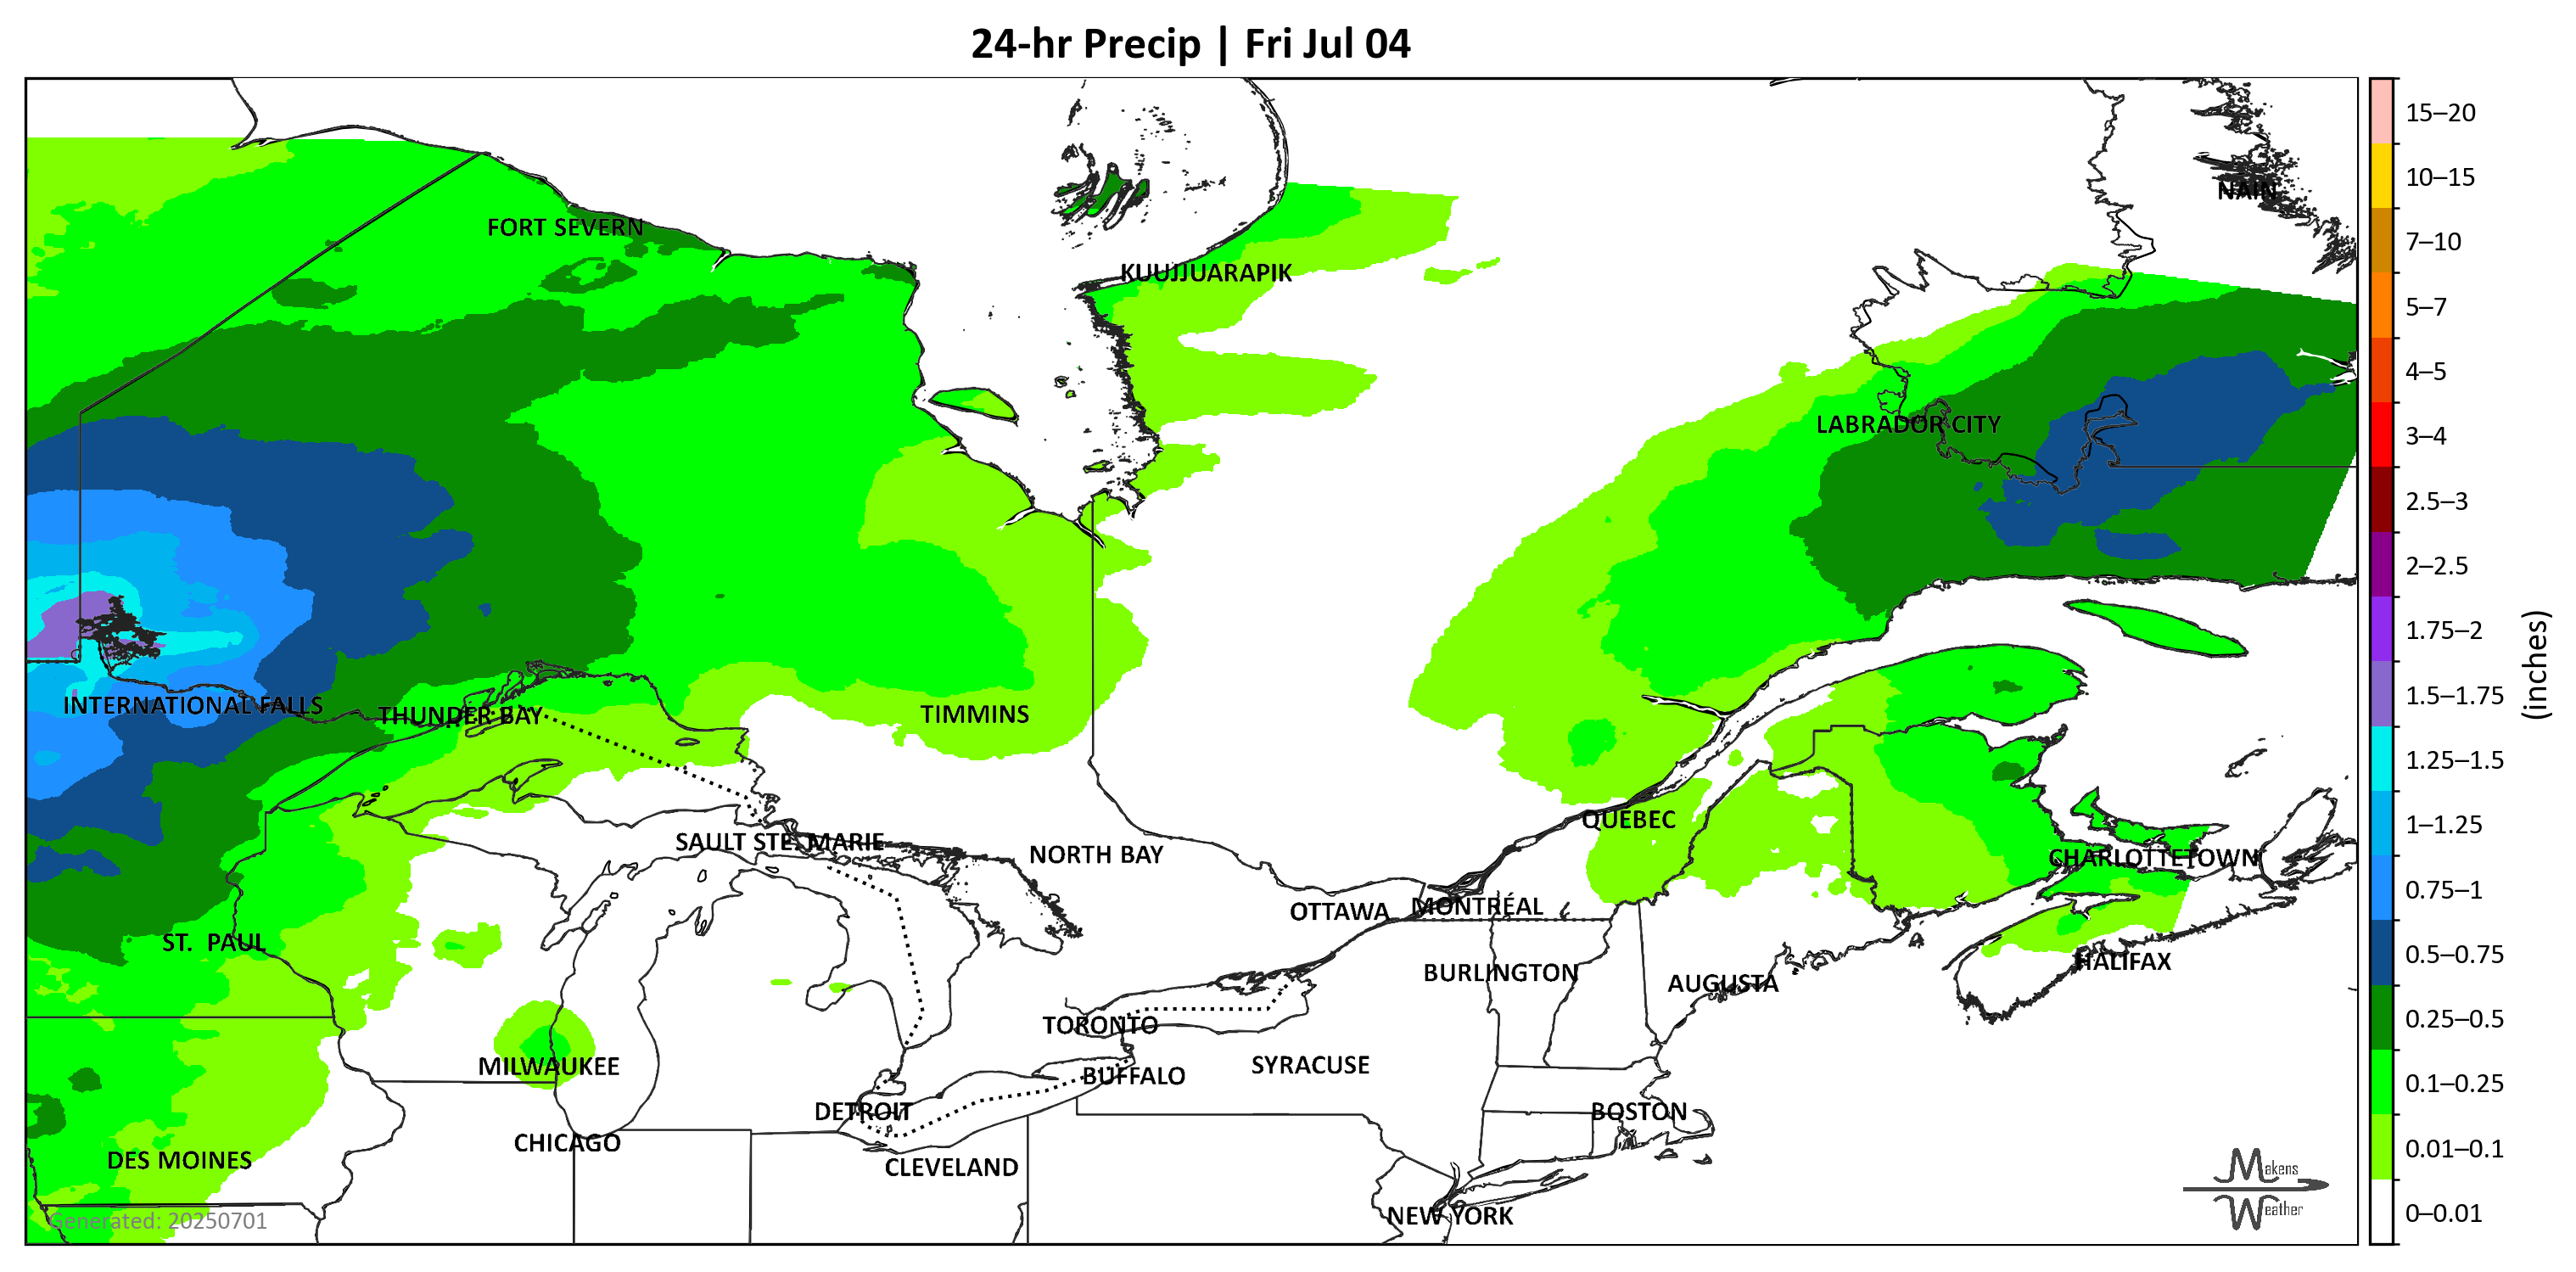 24-hr Precip | Fri Jul 04
NAIN
FORT SEVERN
KUUJJUARAPIK
LABRADOR CITY
INTERNATIONAL FALLS
THUNDER BAY
TIMMINS
QUEBEC
SAULT STE. MARIE
NORTH BAY
CHARLOTTETOWN
OTTAWA
MONTRÉAL
ST. PAUL
HALIFAX
BURLINGTON
AUGUSTA
TORONTO
MILWAUKEE
SYRACUSE
BUFFALO
DETROIT
BOSTON
CHICAGO
DES MOINES
CLEVELAND
NEW YORK
Generated: 20250701
Makens
Weather
15–20
10–15
7–10
5–7
4–5
3–4
2.5–3
2–2.5
1.75–2
1.5–1.75
1.25–1.5
1–1.25
0.75–1
0.5–0.75
0.25–0.5
0.1–0.25
0.01–0.1
0–0.01
(inches)